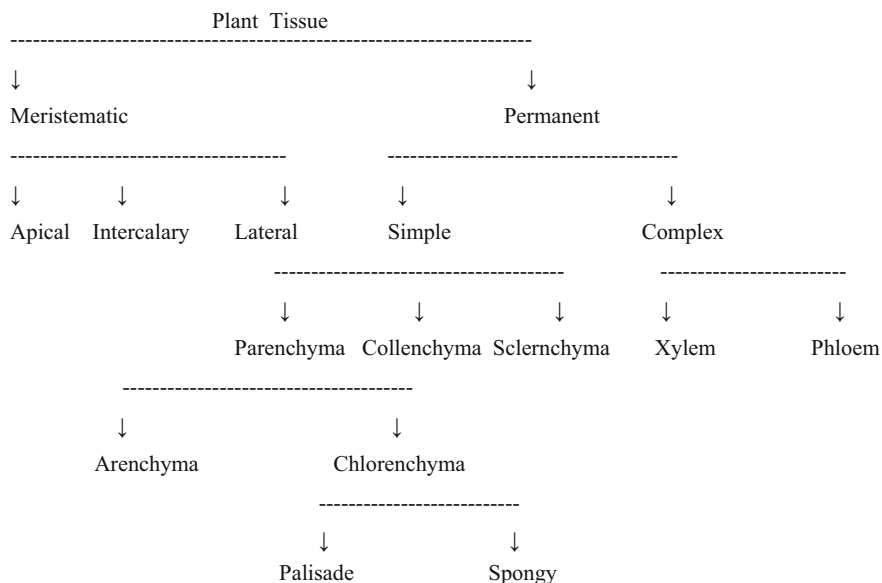 Plant Tissue
Meristematic Permanent
Apical Intercalary Lateral Simple Complex
Parenchyma Collenchyma Sclernchyma Xylem Phloem
Arenchyma Chlorenchyma
Palisade Spongy